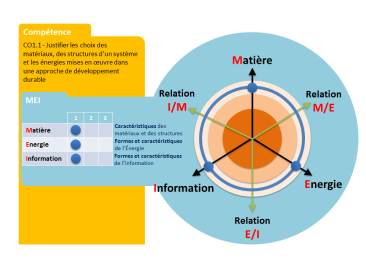 Compétence
CO1.1 - Justifier les choix des
matériaux, des structures d'un système
et les énergies mises en œuvre dans
une approche de développement
durable
MEI
1 2 3
Matière
Energie
Information
Caractéristiques des
matériaux et des structures
Formes et caractéristiques
de l'Énergie
Formes et caractéristiques
de l'Information
Matière
Relation
I/M
Relation
M/E
Information
Energie
Relation
E/I